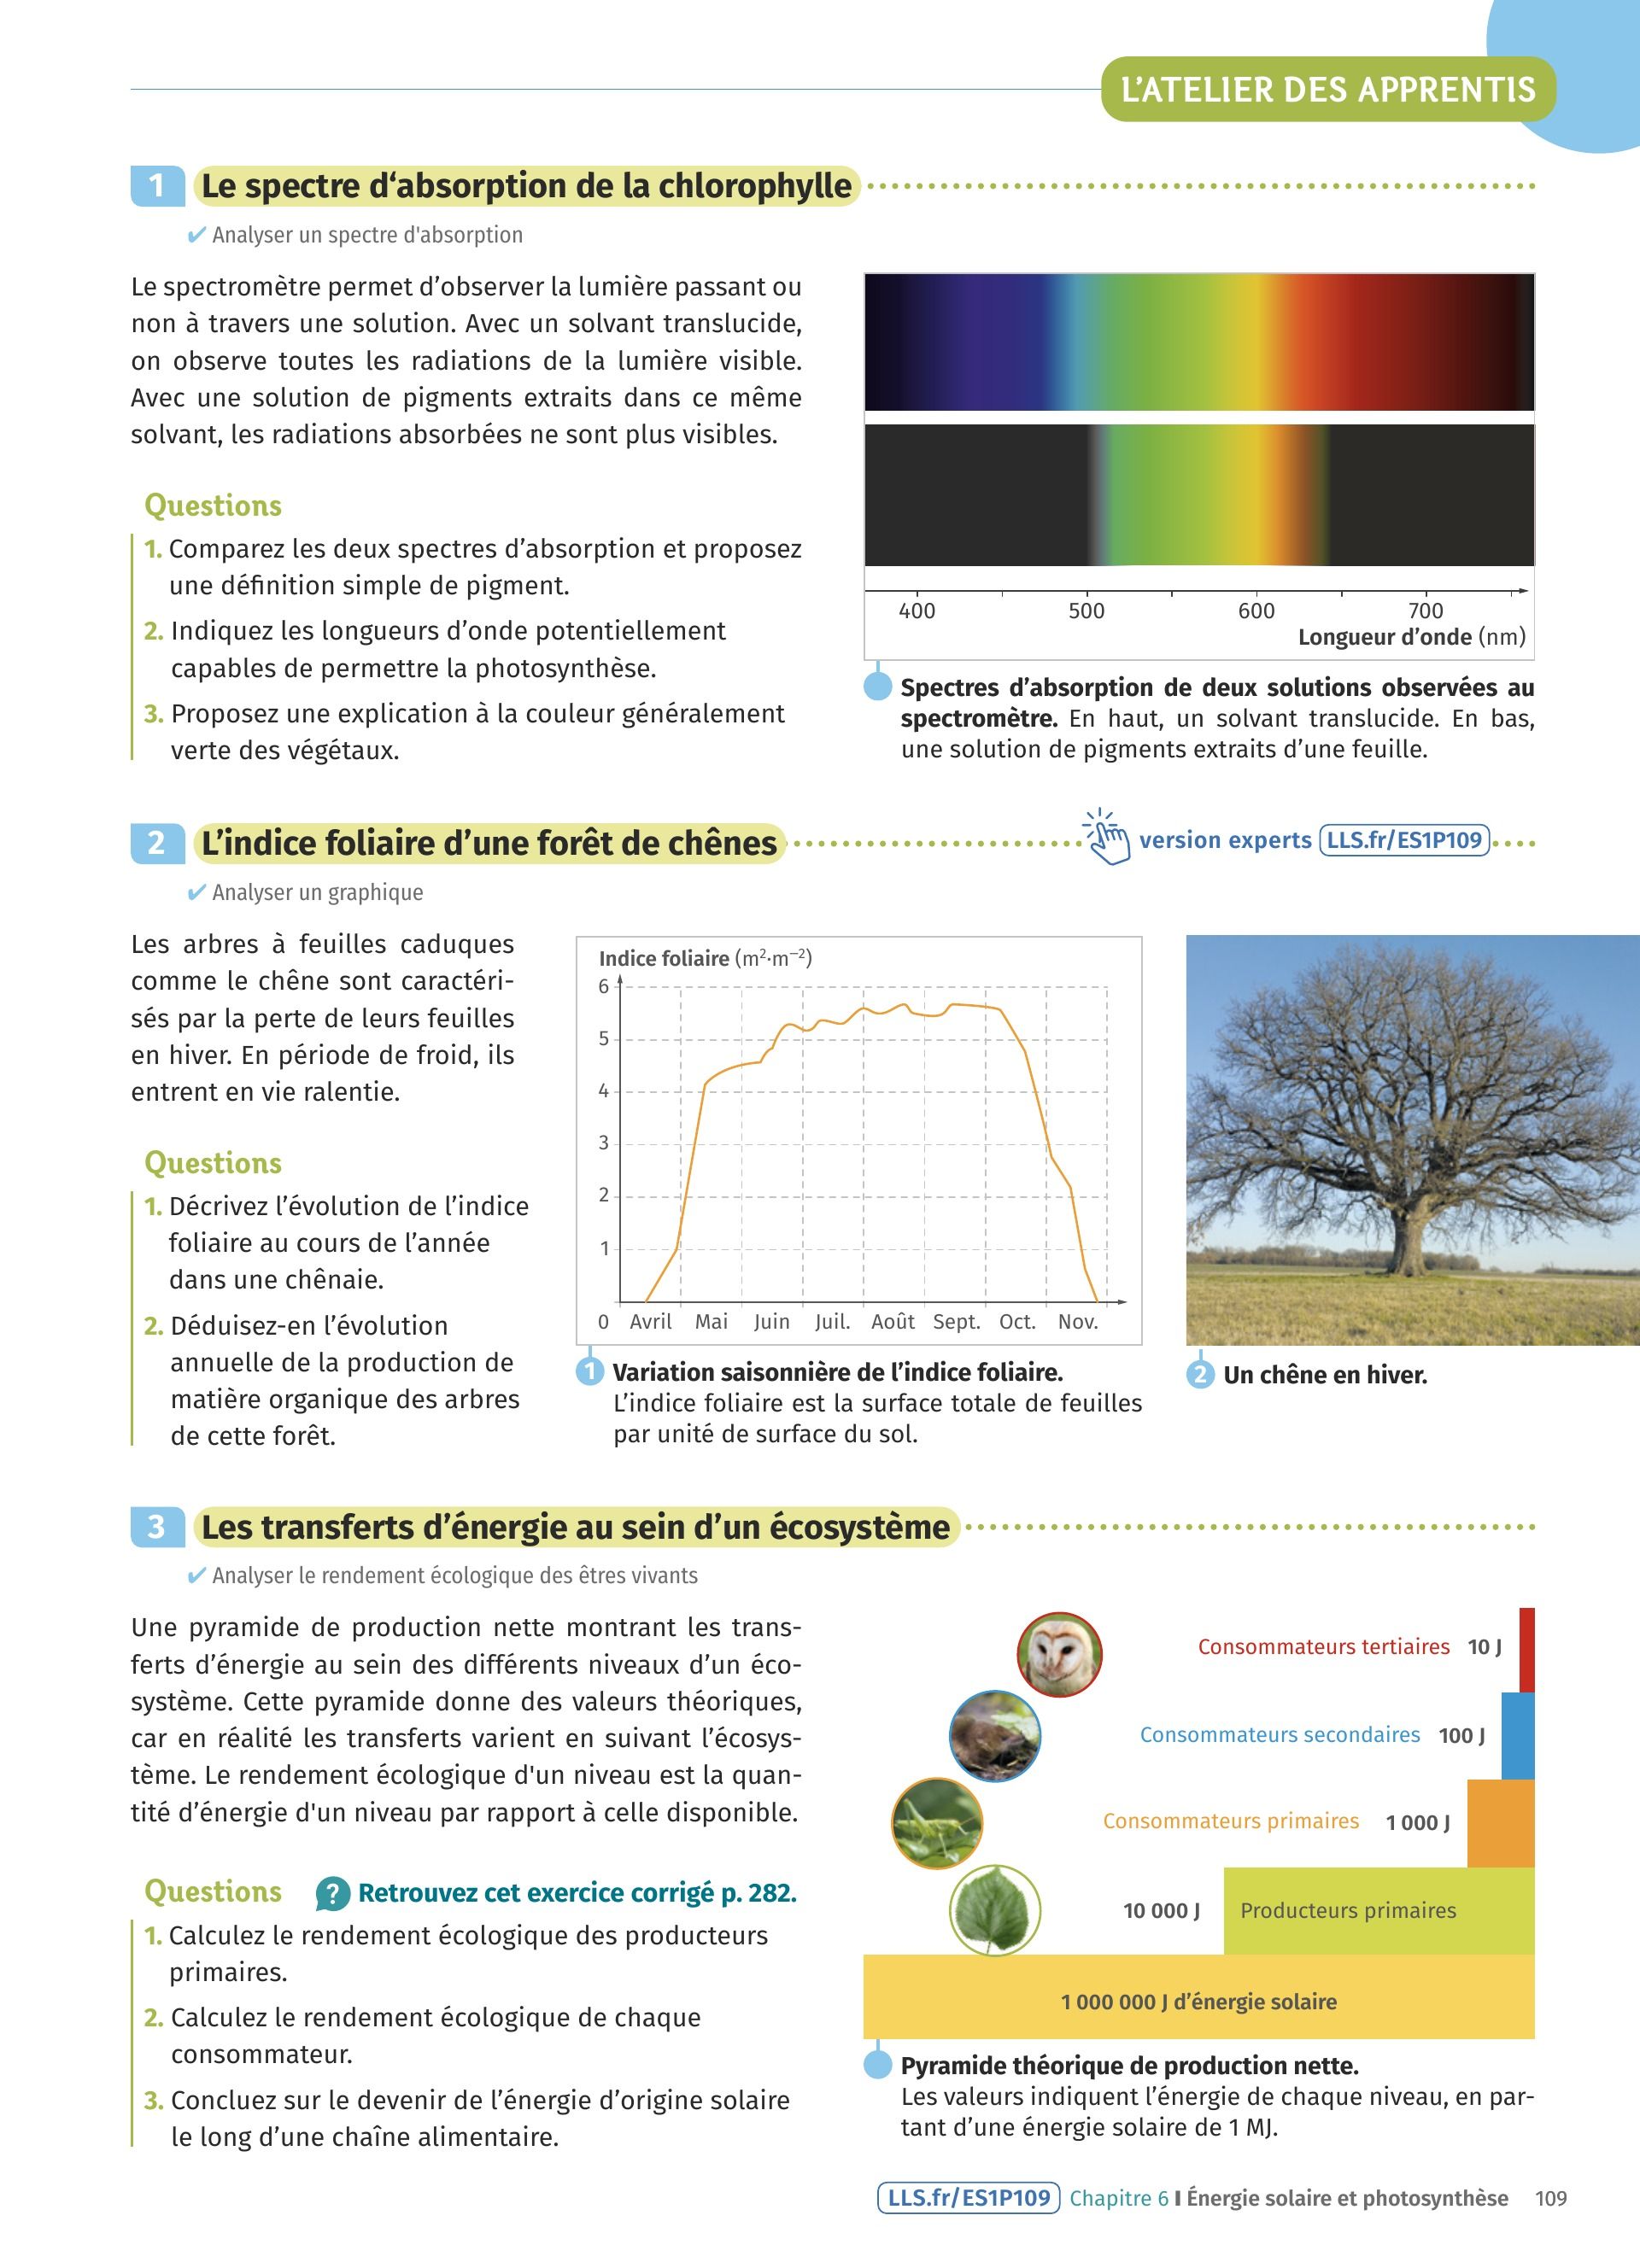 L'ATELIER DES APPRENTIS
1 Le spectre d‘absorption de la chlorophylle
✔ Analyser un spectre d'absorption
Le spectromètre permet d’observer la lumière passant ou
non à travers une solution. Avec un solvant translucide,
on observe toutes les radiations de la lumière visible.
Avec une solution de pigments extraits dans ce même
solvant, les radiations absorbées ne sont plus visibles.
Questions
1. Comparez les deux spectres d’absorption et proposez
une définition simple de pigment.
2. Indiquez les longueurs d’onde potentiellement
capables de permettre la photosynthèse.
3. Proposez une explication à la couleur généralement
verte des végétaux.
400 500 600 700
Longueur d’onde (nm)
Spectres d’absorption de deux solutions observées au
spectromètre. En haut, un solvant translucide. En bas,
une solution de pigments extraits d’une feuille.
2 L’indice foliaire d’une forêt de chênes
version experts LLS.fr/ES1P109
✔ Analyser un graphique
Les arbres à feuilles caduques
comme le chêne sont caractéri-
sés par la perte de leurs feuilles
en hiver. En période de froid, ils
entrent en vie ralentie.
Questions
1. Décrivez l’évolution de l’indice
foliaire au cours de l’année
dans une chênaie.
2. Déduisez-en l’évolution
annuelle de la production de
matière organique des arbres
de cette forêt.
Indice foliaire (m²·m⁻²)
6
5
4
3
2
1
0 Avril Mai Juin Juil. Août Sept. Oct. Nov.
1 Variation saisonnière de l’indice foliaire.
L’indice foliaire est la surface totale de feuilles
par unité de surface du sol.
2 Un chêne en hiver.
3 Les transferts d’énergie au sein d’un écosystème
✔ Analyser le rendement écologique des êtres vivants
Une pyramide de production nette montrant les trans-
ferts d’énergie au sein des différents niveaux d’un éco-
système. Cette pyramide donne des valeurs théoriques,
car en réalité les transferts varient en suivant l’écosys-
tème. Le rendement écologique d'un niveau est la quan-
tité d’énergie d'un niveau par rapport à celle disponible.
Questions ? Retrouvez cet exercice corrigé p. 282.
1. Calculez le rendement écologique des producteurs
primaires.
2. Calculez le rendement écologique de chaque
consommateur.
3. Concluez sur le devenir de l’énergie d’origine solaire
le long d’une chaîne alimentaire.
Consommateurs tertiaires 10 J
Consommateurs secondaires 100 J
Consommateurs primaires 1 000 J
10 000 J Producteurs primaires
1 000 000 J d’énergie solaire
Pyramide théorique de production nette.
Les valeurs indiquent l’énergie de chaque niveau, en par-
tant d’une énergie solaire de 1 MJ.
LLS.fr/ES1P109 Chapitre 6 I Énergie solaire et photosynthèse 109